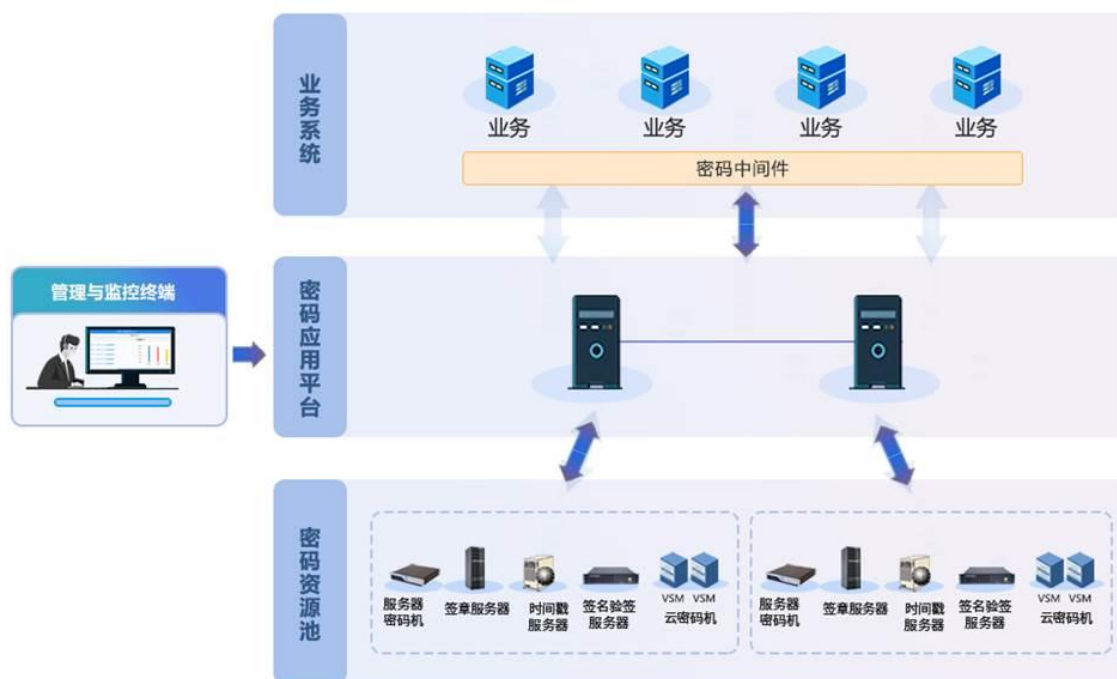 业务系统
业务
业务
业务
业务
密码中间件
管理与监控终端
密码应用平台
密码资源池
服务器
密码机
签章服务器
时间戳
服务器
签名验签
服务器
VSM VSM
云密码机
服务器
密码机
签章服务器
时间戳
服务器
签名验签
服务器
VSM VSM
云密码机